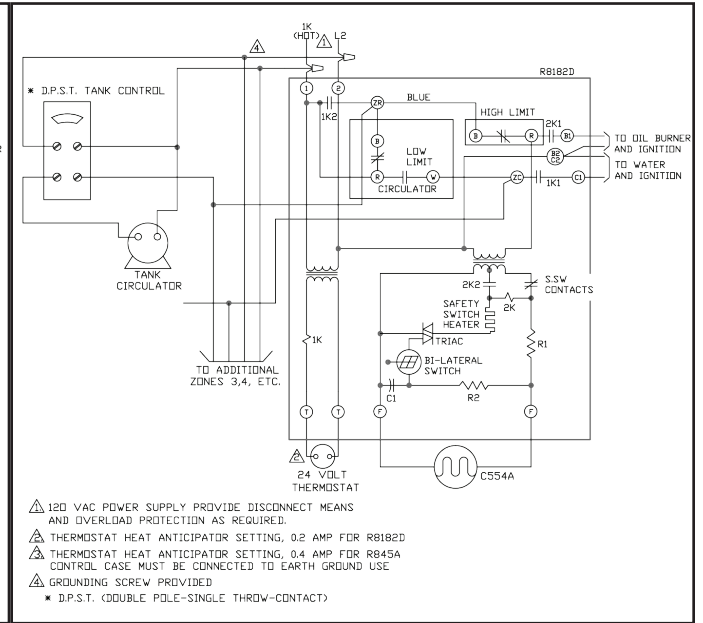 1K
(HOT) 1 L2
4
R8182D
* D.P.S.T. TANK CONTROL
1 2
ZR BLUE
1K2
HIGH LIMIT
2K1
B R B1
TO OIL BURNER
AND IGNITION
B
LOW
LIMIT
B2
C2
R W
CIRCULATOR
ZC 1K1 C1
TO WATER
AND IGNITION
TANK
CIRCULATOR
2K2
S.SW
CONTACTS
SAFETY
SWITCH
HEATER
2K
TRIAC
1K
R1
BI-LATERAL
SWITCH
TO ADDITIONAL
ZONES 3,4, ETC.
C1 R2
T T F F
2
24 VOLT
THERMOSTAT
C554A
1 120 VAC POWER SUPPLY PROVIDE DISCONNECT MEANS
AND OVERLOAD PROTECTION AS REQUIRED.
2 THERMOSTAT HEAT ANTICIPATOR SETTING, 0.2 AMP FOR R8182D
3 THERMOSTAT HEAT ANTICIPATOR SETTING, 0.4 AMP FOR R845A
CONTROL CASE MUST BE CONNECTED TO EARTH GROUND USE
4 GROUNDING SCREW PROVIDED
* D.P.S.T. (DOUBLE POLE-SINGLE THROW-CONTACT)